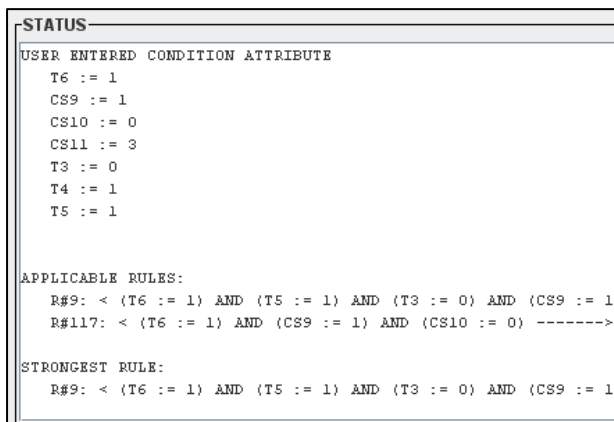 STATUS
USER ENTERED CONDITION ATTRIBUTE
T6 := 1
CS9 := 1
CS10 := 0
CS11 := 3
T3 := 0
T4 := 1
T5 := 1
APPLICABLE RULES:
R#9: < (T6 := 1) AND (T5 := 1) AND (T3 := 0) AND (CS9 := 1
R#117: < (T6 := 1) AND (CS9 := 1) AND (CS10 := 0) ------->
STRONGEST RULE:
R#9: < (T6 := 1) AND (T5 := 1) AND (T3 := 0) AND (CS9 := 1